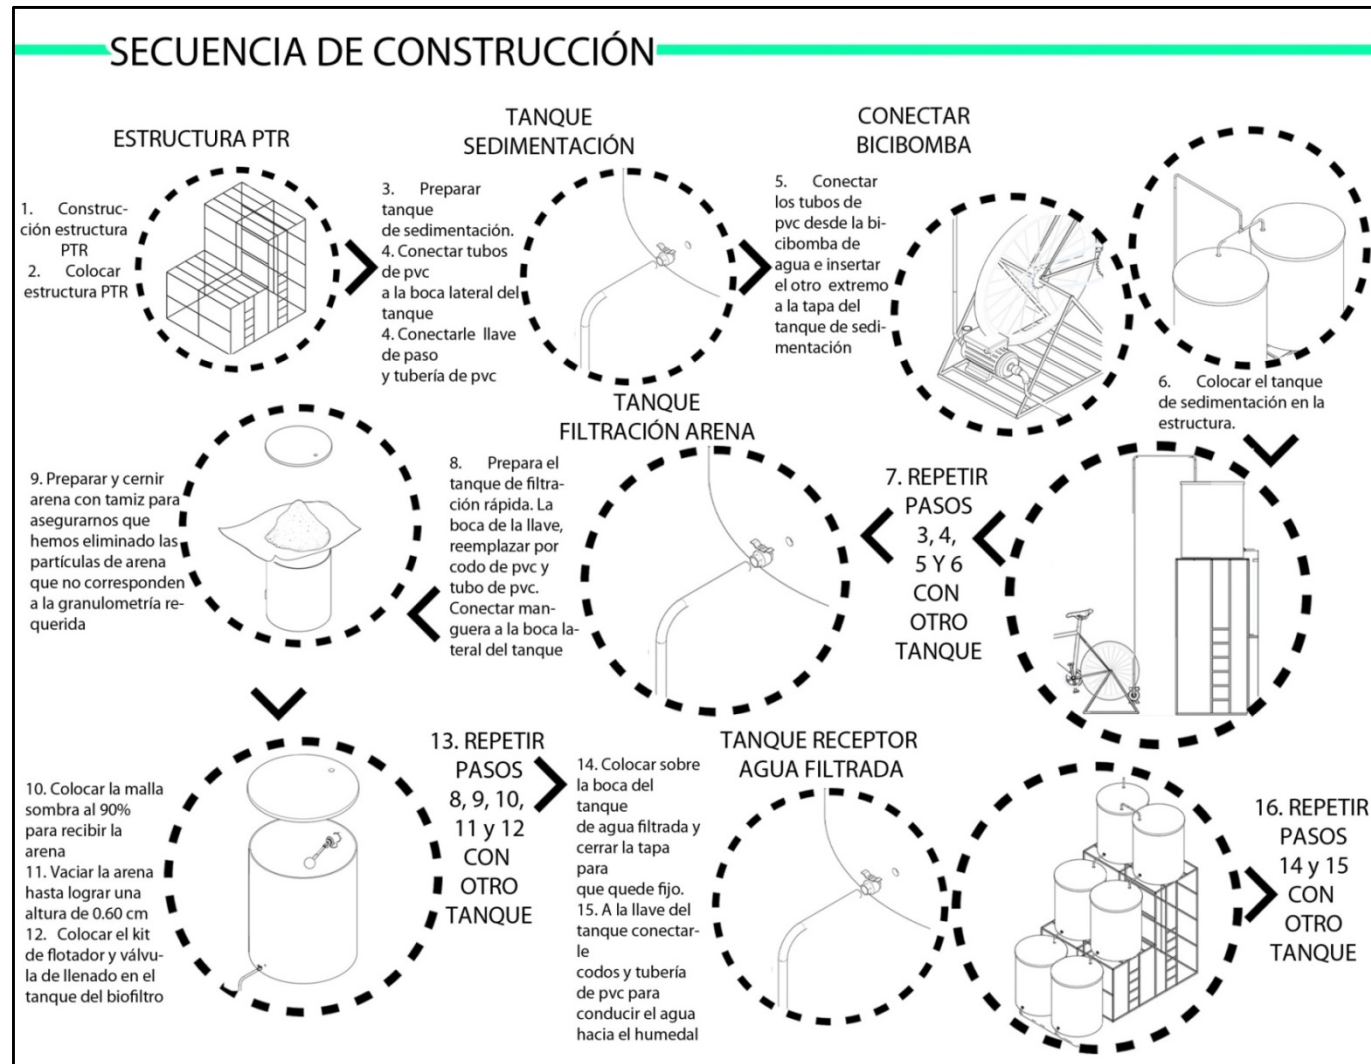 SECUENCIA DE CONSTRUCCIÓN
ESTRUCTURA PTR
1. Construc-
ción estructura
PTR
2. Colocar
estructura PTR
TANQUE
SEDIMENTACIÓN
3. Preparar
tanque
de sedimentación.
4. Conectar tubos
de pvc
a la boca lateral del
tanque
4. Conectarle llave
de paso
y tubería de pvc
CONECTAR
BICIBOMBA
5. Conectar
los tubos de
pvc desde la bi-
cibomba de
agua e insertar
el otro extremo
a la tapa del
tanque de sedi-
mentación
6. Colocar el tanque
de sedimentación en la
estructura.
7. REPETIR
PASOS
3, 4,
5 Y 6
CON
OTRO
TANQUE
TANQUE
FILTRACIÓN ARENA
8. Prepara el
tanque de filtra-
ción rápida. La
boca de la llave,
reemplazar por
codo de pvc y
tubo de pvc.
Conectar man-
guera a la boca la-
teral del tanque
9. Preparar y cernir
arena con tamiz para
asegurarnos que
hemos eliminado las
partículas de arena
que no corresponden
a la granulometría re-
querida
10. Colocar la malla
sombra al 90%
para recibir la
arena
11. Vaciar la arena
hasta lograr una
altura de 0.60 cm
12. Colocar el kit
de flotador y válvu-
la de llenado en el
tanque del biofiltro
13. REPETIR
PASOS
8, 9, 10,
11 y 12
CON
OTRO
TANQUE
TANQUE RECEPTOR
AGUA FILTRADA
14. Colocar sobre
la boca del
tanque
de agua filtrada y
cerrar la tapa
para
que quede fijo.
15. A la llave del
tanque conectar-
le
codos y tubería
de pvc para
conducir el agua
hacia el humedal
16. REPETIR
PASOS
14 y 15
CON
OTRO
TANQUE